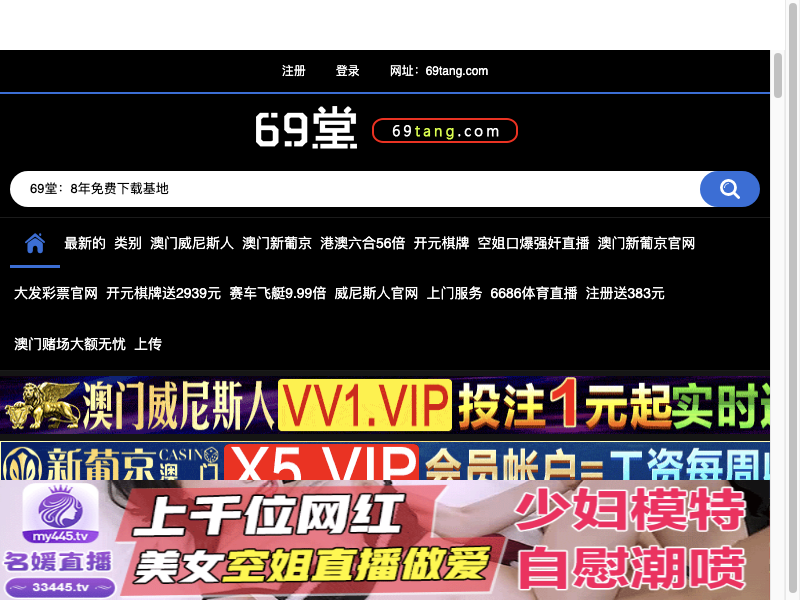 注册 登录 网址：69tang.com
69堂 69tang.com
69堂：8年免费下载基地
最新的 类别 澳门威尼斯人 澳门新葡京 港澳六合56倍 开元棋牌 空姐口爆强奸直播 澳门新葡京官网
大发彩票官网 开元棋牌送2939元 赛车飞艇9.99倍 威尼斯人官网 上门服务 6686体育直播 注册送383元
澳门赌场大额无忧 上传
澳门威尼斯人 VV1.VIP 投注1元起实时
新葡京 CASINO 澳门 X5.VIP 会员帐户=工资每周
my445.tv
名媛直播
33445.tv
上千位网红
美女空姐直播做爱
少妇模特
自慰潮喷